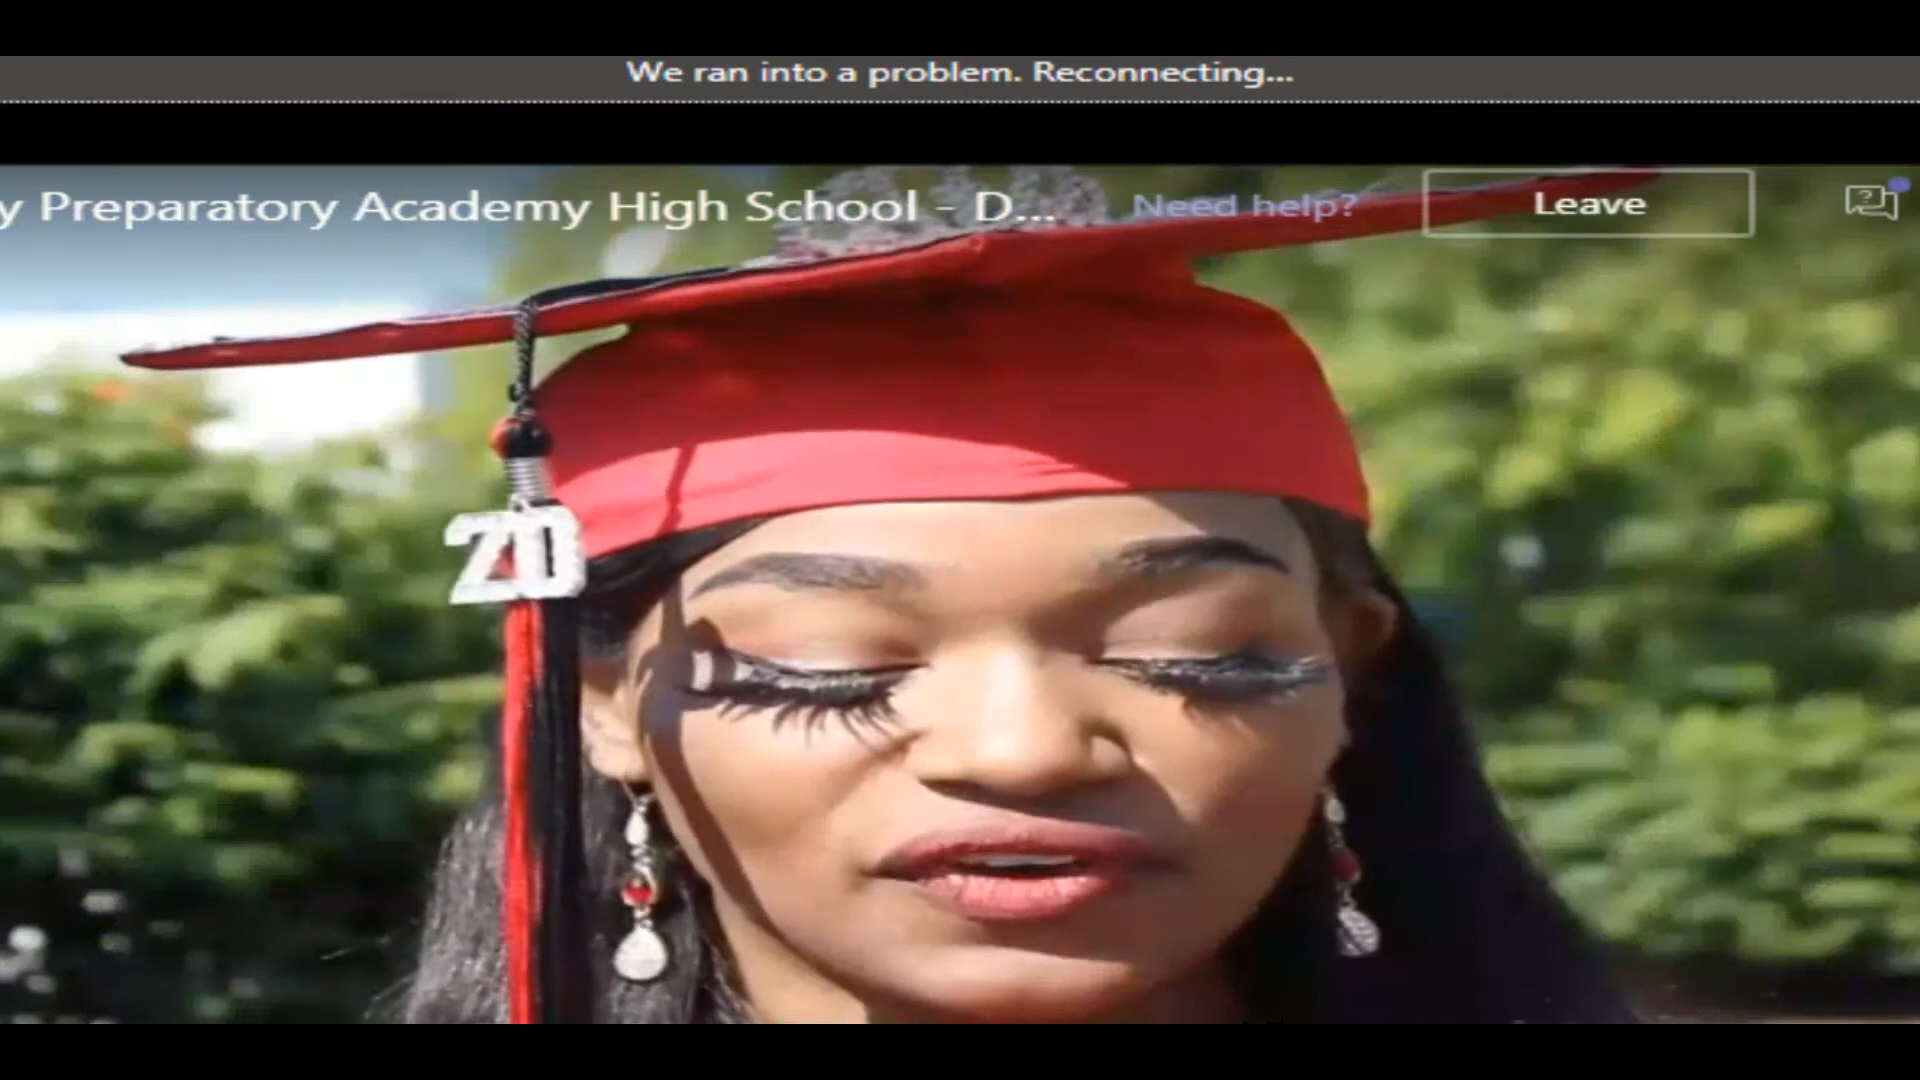 We ran into a problem. Reconnecting...
y Preparatory Academy High School - D... Need help? Leave
20